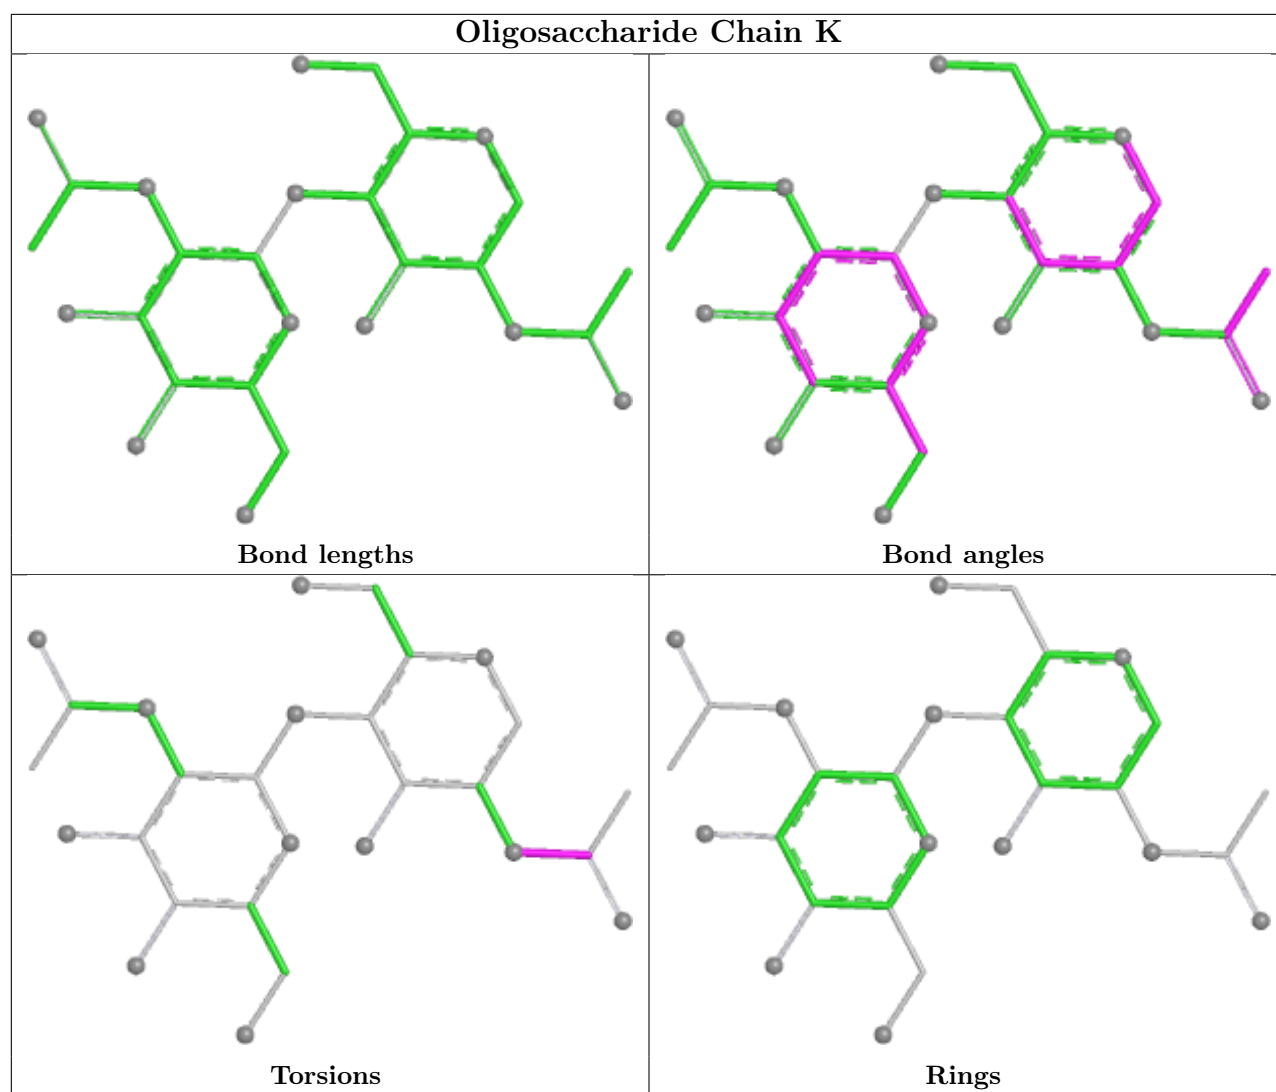 Oligosaccharide Chain K
Bond lengths
Bond angles
Torsions
Rings